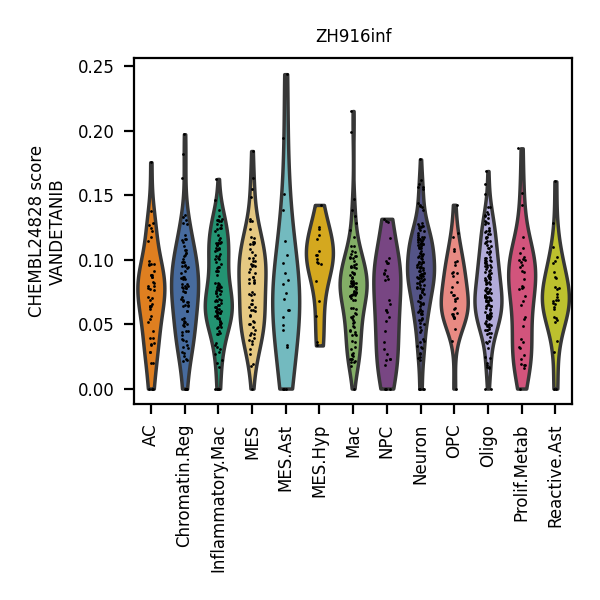 ZH916inf
CHEMBL24828 score
VANDETANIB
0.25
0.20
0.15
0.10
0.05
0.00
AC
Chromatin.Reg
Inflammatory.Mac
MES
MES.Ast
MES.Hyp
Mac
NPC
Neuron
OPC
Oligo
Prolif.Metab
Reactive.Ast